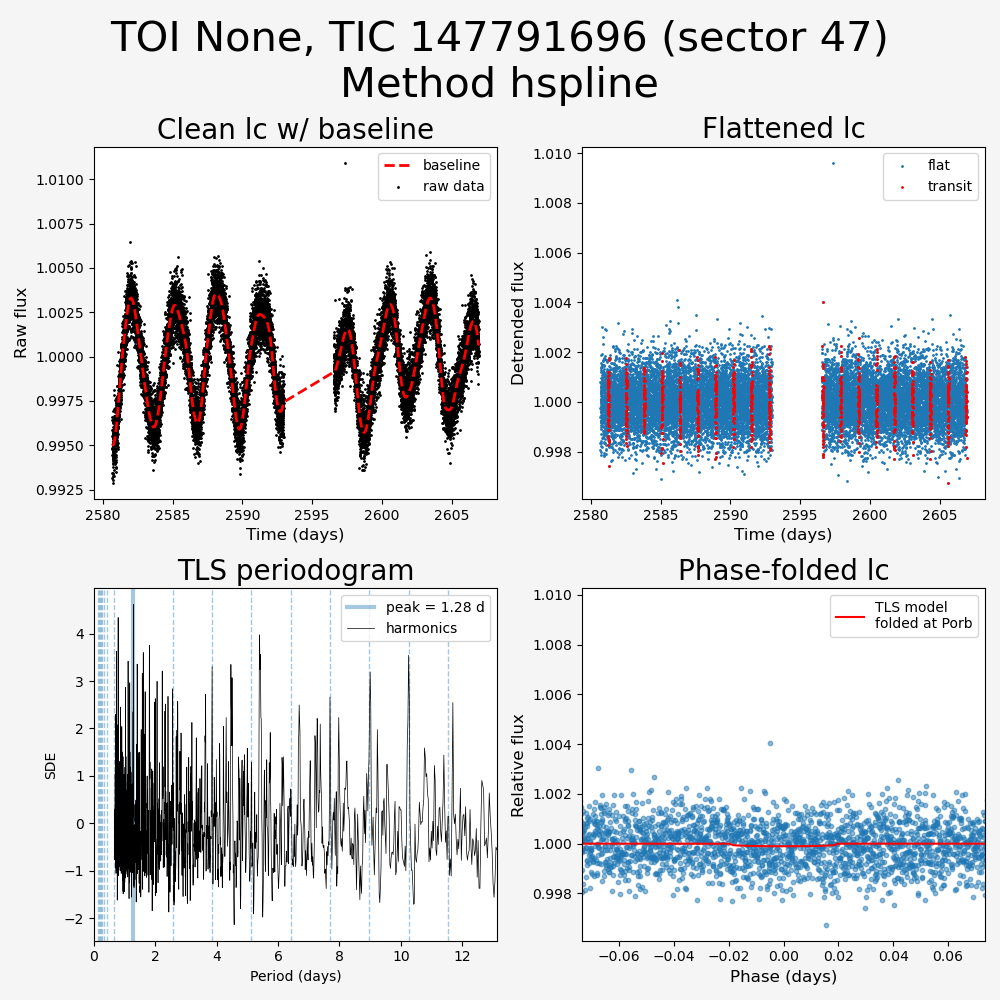 TOI None, TIC 147791696 (sector 47)
Method hspline
Clean lc w/ baseline
Flattened lc
baseline
raw data
flat
transit
Raw flux
1.0100
1.0075
1.0050
1.0025
1.0000
0.9975
0.9950
0.9925
2580
2585
2590
2595
2600
2605
Time (days)
Detrended flux
1.010
1.008
1.006
1.004
1.002
1.000
0.998
2580
2585
2590
2595
2600
2605
Time (days)
TLS periodogram
Phase-folded lc
peak = 1.28 d
harmonics
TLS model
folded at Porb
SDE
4
3
2
1
0
−1
−2
0
2
4
6
8
10
12
Period (days)
Relative flux
1.010
1.008
1.006
1.004
1.002
1.000
0.998
−0.06
−0.04
−0.02
0.00
0.02
0.04
0.06
Phase (days)